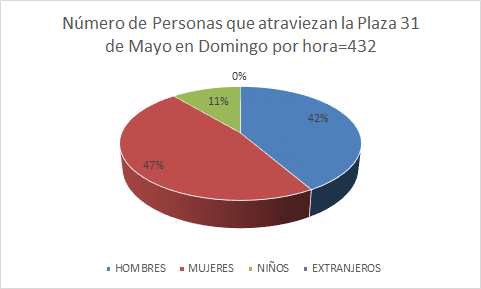 Número de Personas que atraviezan la Plaza 31
de Mayo en Domingo por hora=432
0%
11%
42%
47%
HOMBRES MUJERES NIÑOS EXTRANJEROS